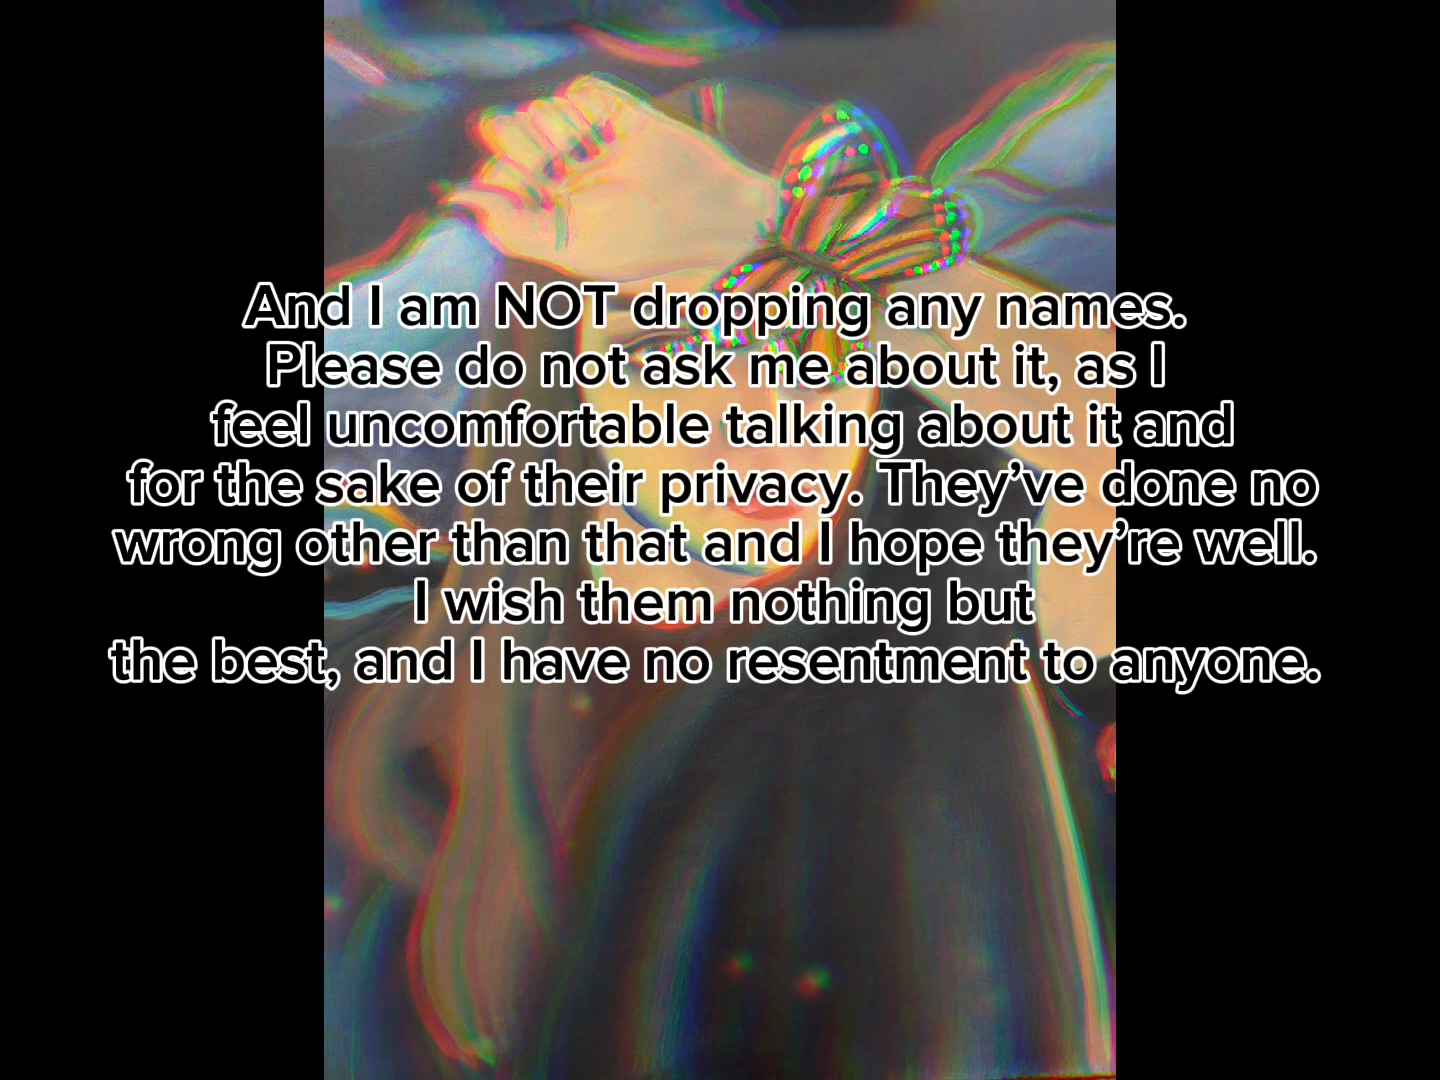 And I am NOT dropping any names.
Please do not ask me about it, as I
feel uncomfortable talking about it and
for the sake of their privacy. They’ve done no
wrong other than that and I hope they’re well.
I wish them nothing but
the best, and I have no resentment to anyone.